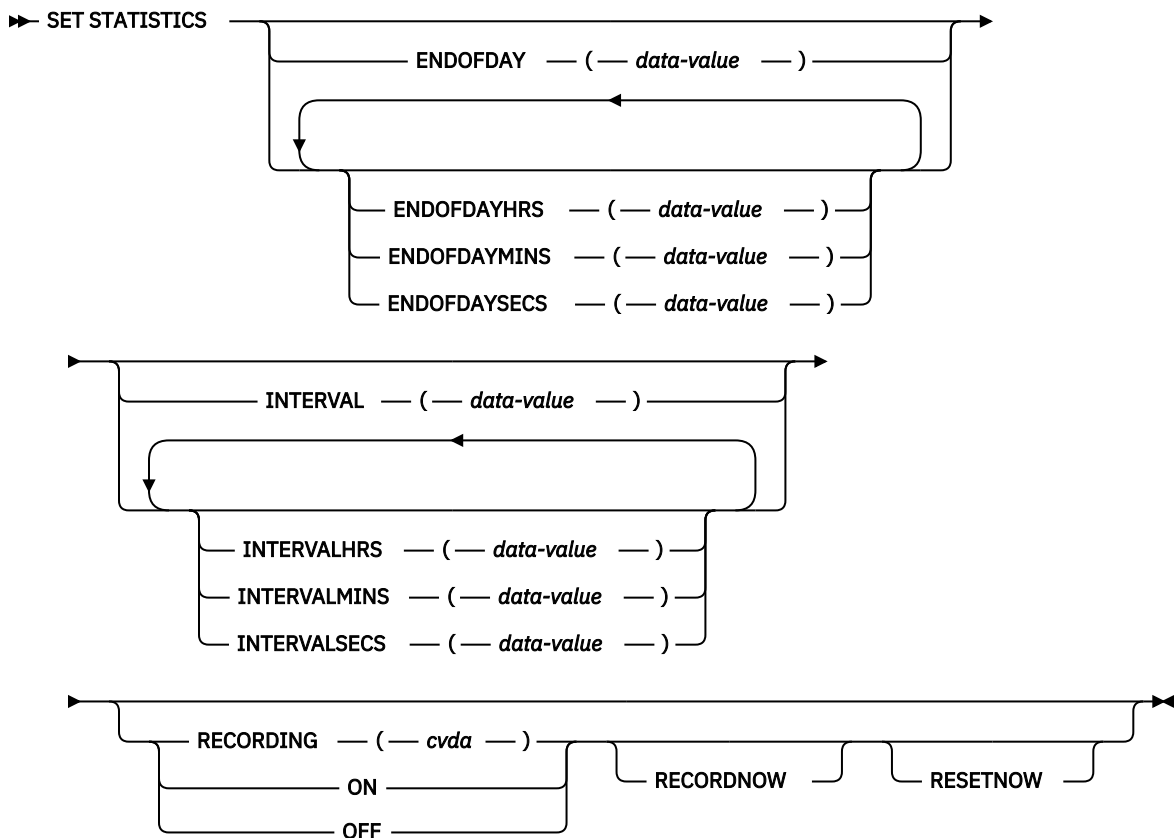 SET STATISTICS
ENDOFDAY ( data-value )
ENDOFDAYHRS ( data-value )
ENDOFDAYMINS ( data-value )
ENDOFDAYSECS ( data-value )
INTERVAL ( data-value )
INTERVALHRS ( data-value )
INTERVALMINS ( data-value )
INTERVALSECS ( data-value )
RECORDING ( cvda )
ON
OFF
RECORDNOW
RESETNOW